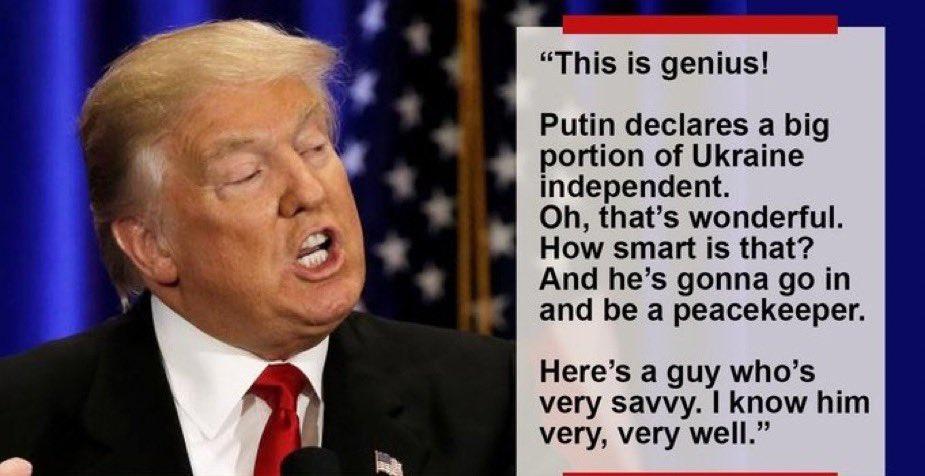 “This is genius!
Putin declares a big
portion of Ukraine
independent.
Oh, that’s wonderful.
How smart is that?
And he’s gonna go in
and be a peacekeeper.
Here’s a guy who’s
very savvy. I know him
very, very well.”